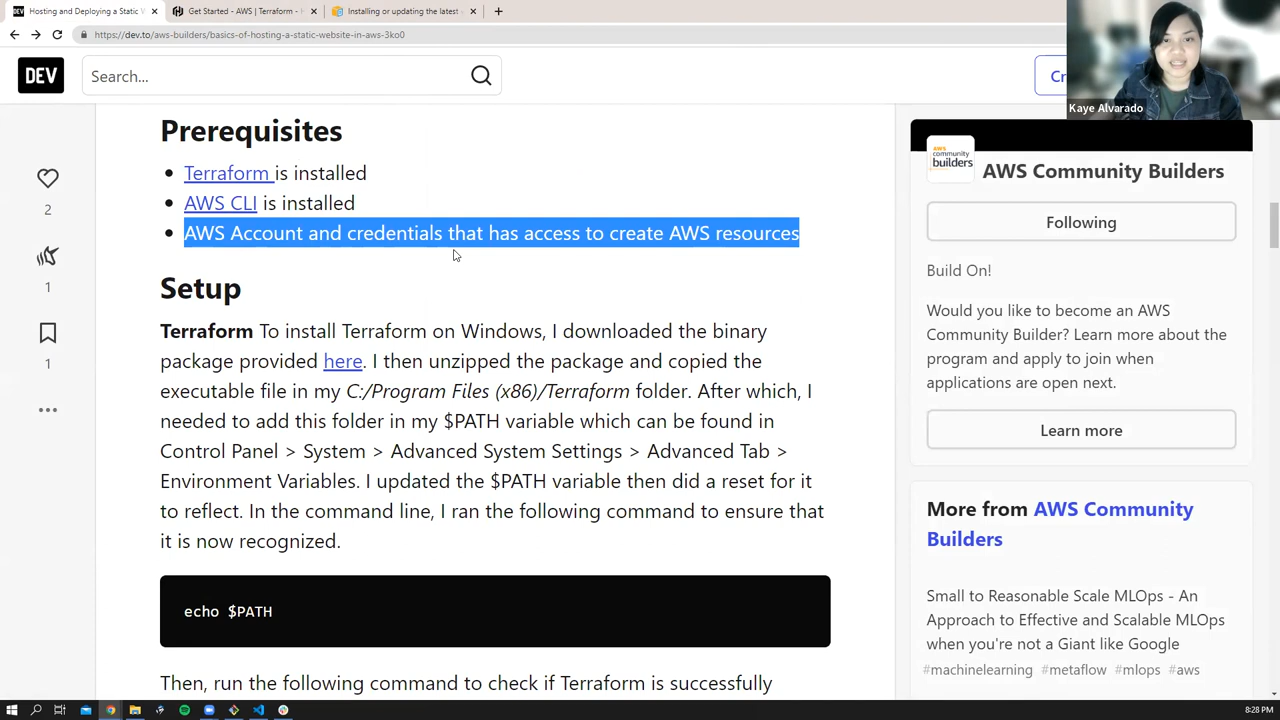 Hosting and Deploying a Static
Get Started - AWS | Terraform -
Installing or updating the latest
https://dev.to/aws-builders/basics-of-hosting-a-static-website-in-aws-3ko0
DEV
Search...
Kaye Alvarado
Prerequisites
Terraform is installed
AWS CLI is installed
AWS Account and credentials that has access to create AWS resources
Setup
Terraform To install Terraform on Windows, I downloaded the binary
package provided here. I then unzipped the package and copied the
executable file in my C:/Program Files (x86)/Terraform folder. After which, I
needed to add this folder in my $PATH variable which can be found in
Control Panel > System > Advanced System Settings > Advanced Tab >
Environment Variables. I updated the $PATH variable then did a reset for it
to reflect. In the command line, I ran the following command to ensure that
it is now recognized.
echo $PATH
Then, run the following command to check if Terraform is successfully
2
1
1
aws
community
builders
AWS Community Builders
Following
Build On!
Would you like to become an AWS
Community Builder? Learn more about the
program and apply to join when
applications are open next.
Learn more
More from AWS Community
Builders
Small to Reasonable Scale MLOps - An
Approach to Effective and Scalable MLOps
when you're not a Giant like Google
#machinelearning #metaflow #mlops #aws
8:28 PM